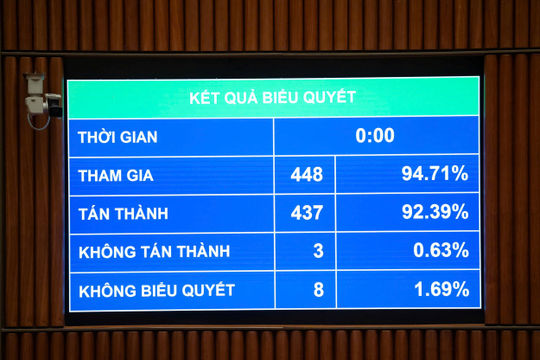 KẾT QUẢ BIỂU QUYẾT
THỜI GIAN 0:00
THAM GIA 448 94.71%
TÁN THÀNH 437 92.39%
KHÔNG TÁN THÀNH 3 0.63%
KHÔNG BIỂU QUYẾT 8 1.69%